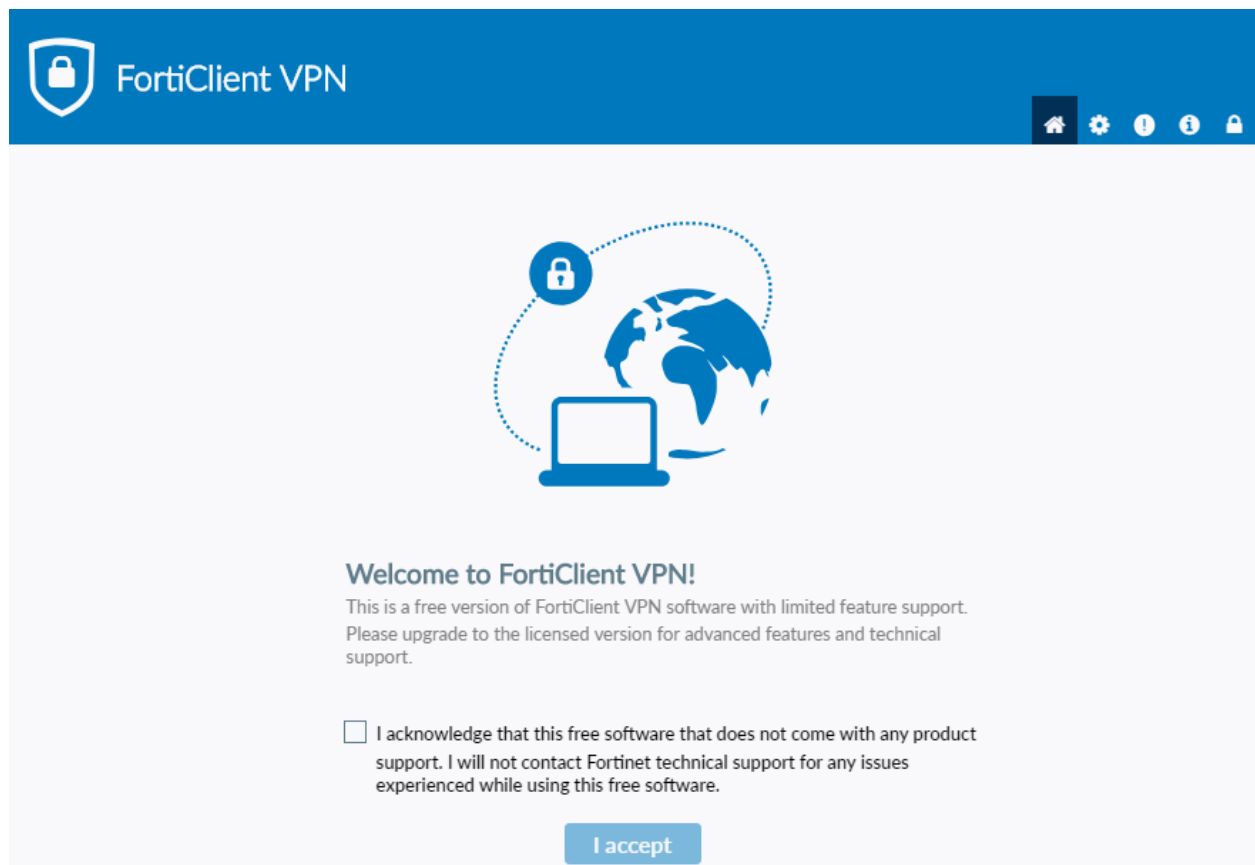 FortiClient VPN
Welcome to FortiClient VPN!
This is a free version of FortiClient VPN software with limited feature support.
Please upgrade to the licensed version for advanced features and technical
support.
I acknowledge that this free software that does not come with any product
support. I will not contact Fortinet technical support for any issues
experienced while using this free software.
I accept